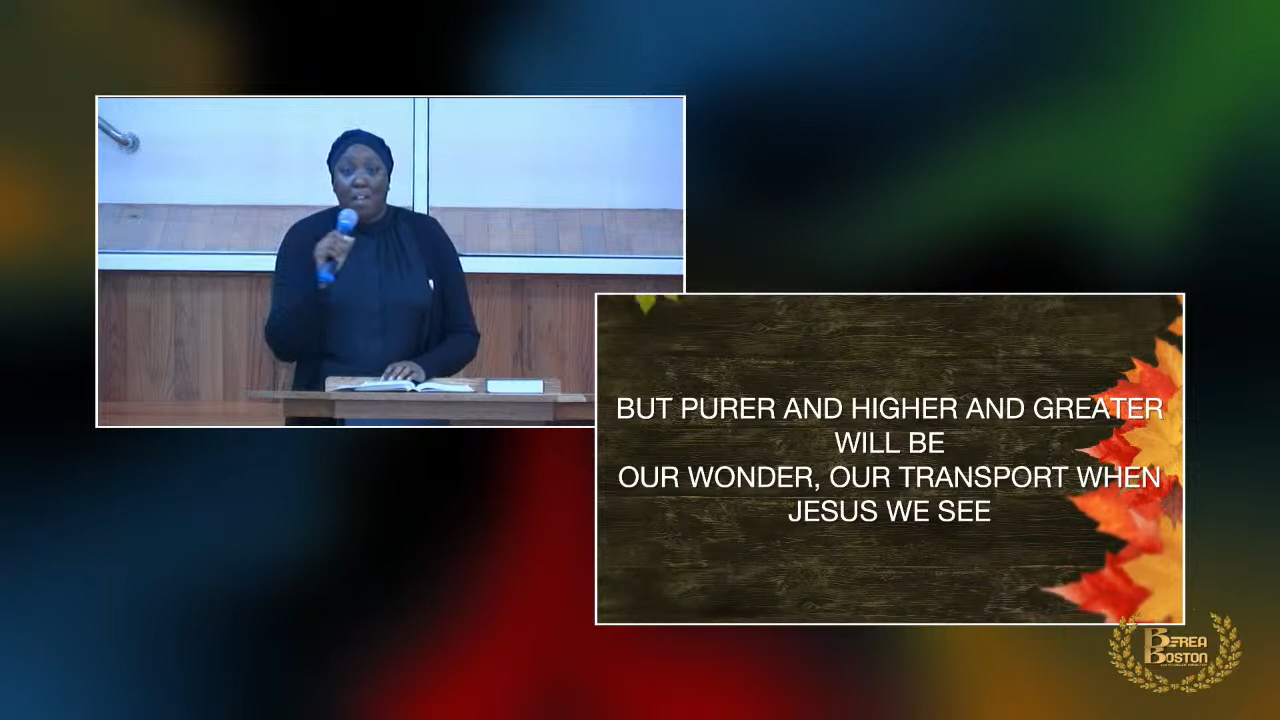 BUT PURER AND HIGHER AND GREATER
WILL BE
OUR WONDER, OUR TRANSPORT WHEN
JESUS WE SEE
BEREA
BOSTON